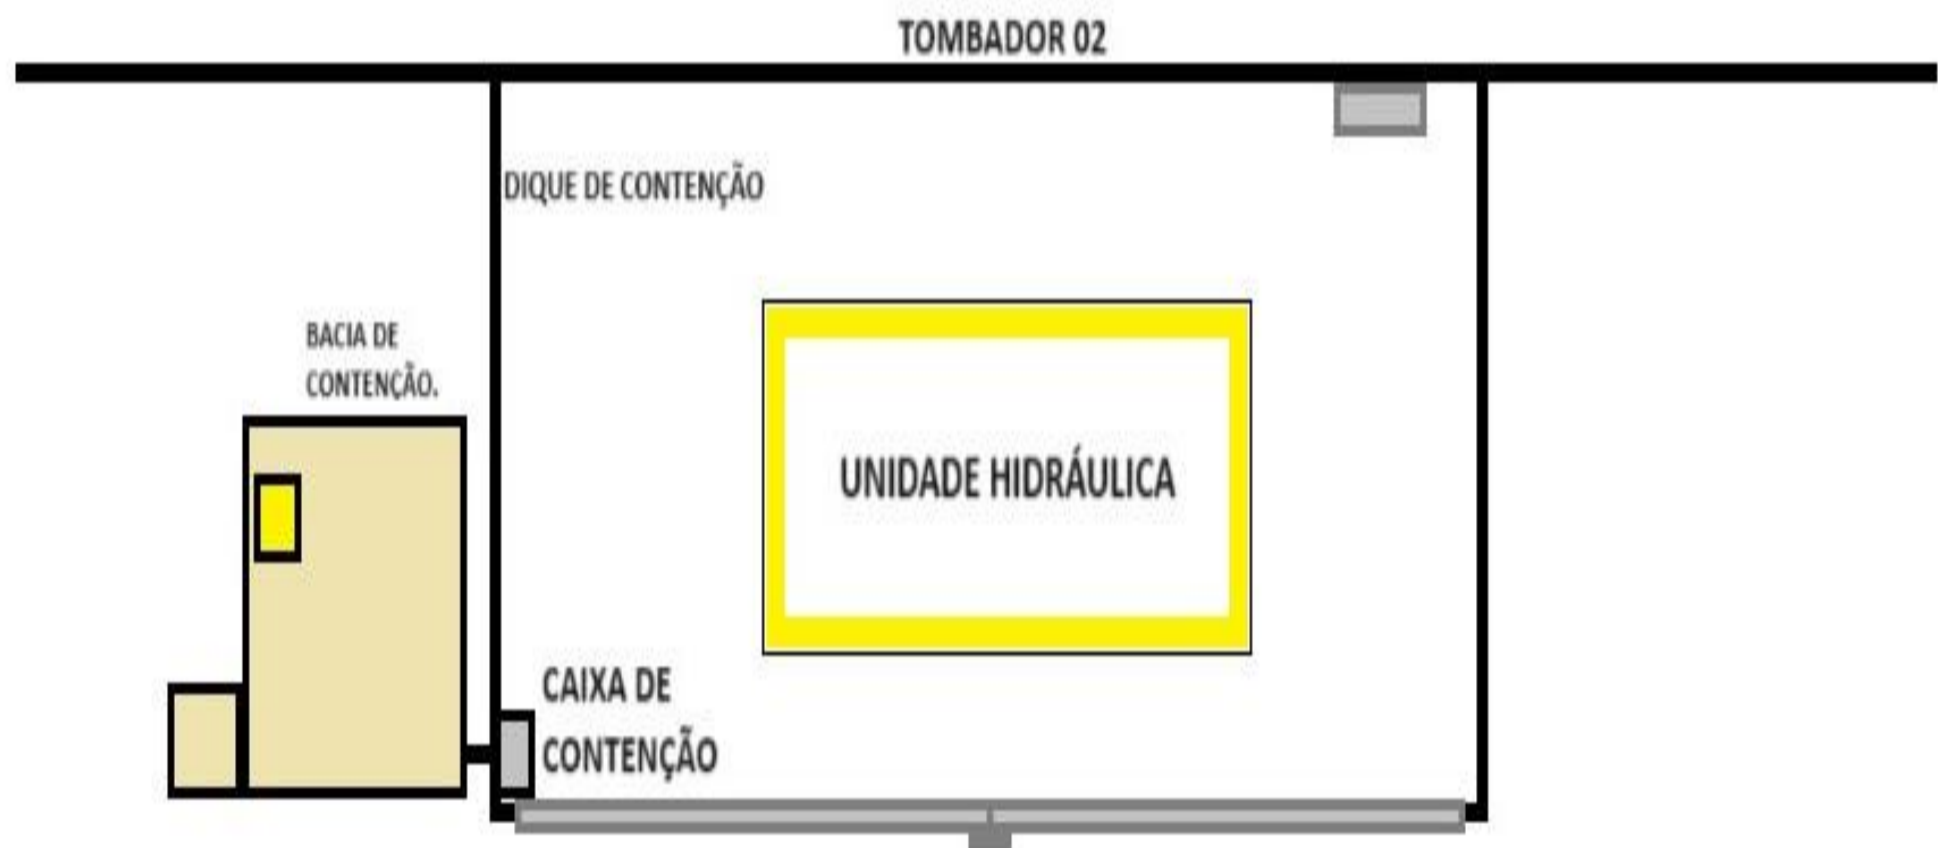 TOMBADOR 02
DIQUE DE CONTENÇÃO
BACIA DE
CONTENÇÃO.
UNIDADE HIDRÁULICA
CAIXA DE
CONTENÇÃO